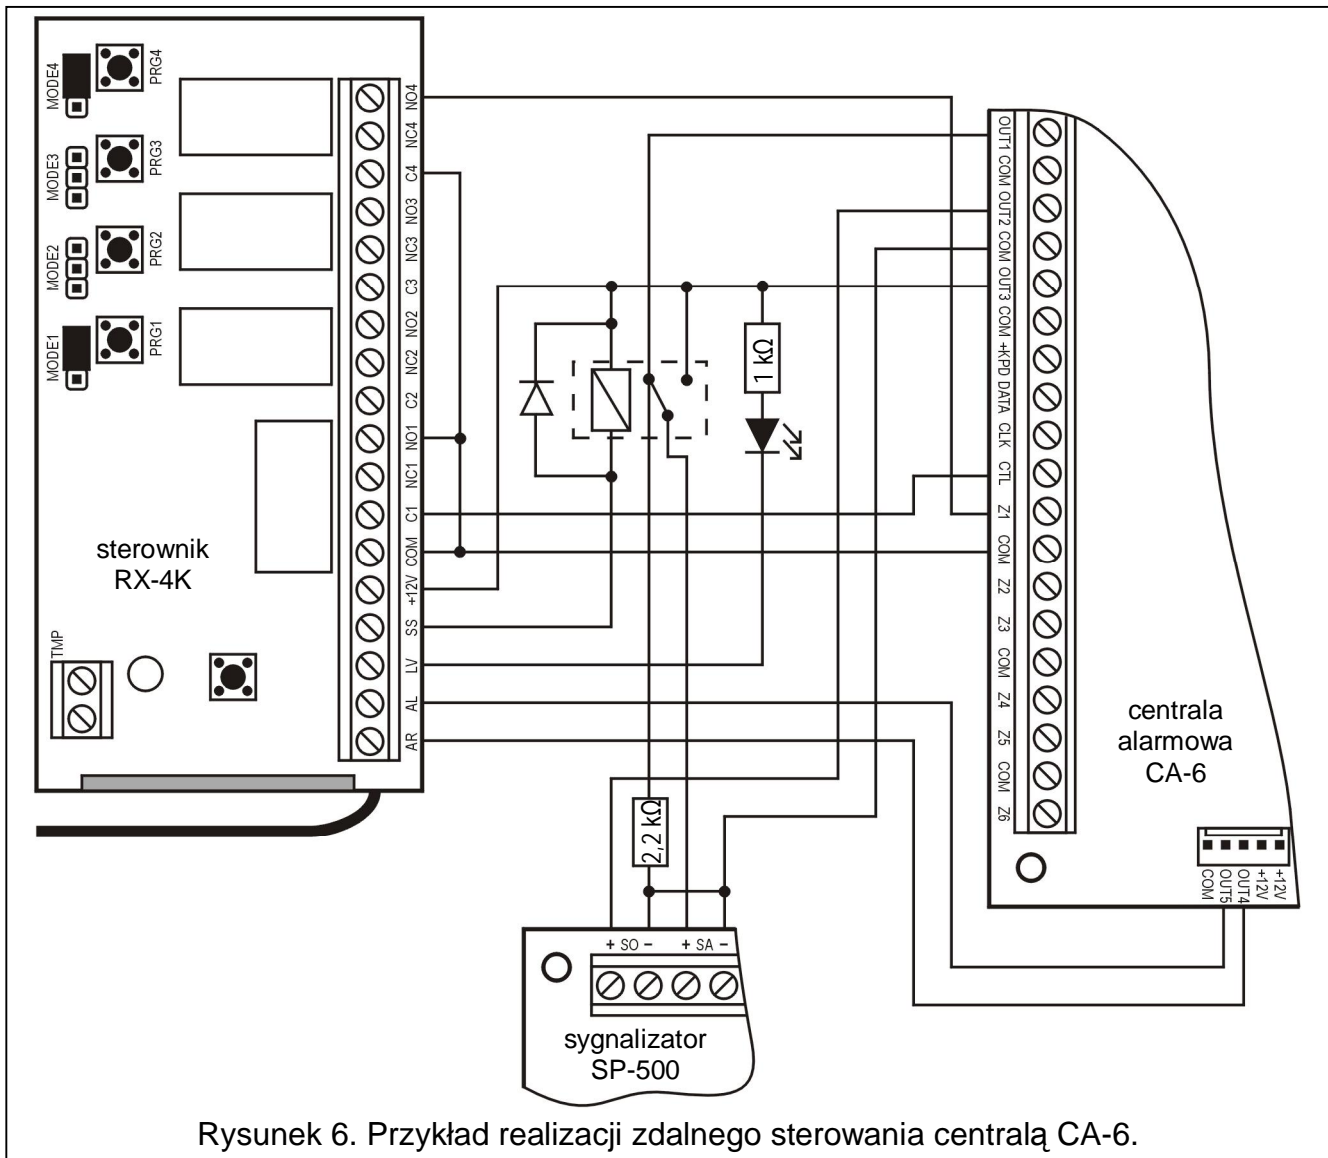 MODE4
PRG4
MODE3
PRG3
MODE2
PRG2
MODE1
PRG1
NO4
NC4
C4
NO3
NC3
C3
NO2
NC2
C2
NO1
NC1
C1
COM
+12V
SS
LV
AL
AR
sterownik
RX-4K
TMP
1 kΩ
2,2 kΩ
OUT1
COM
OUT2
COM
OUT3
COM
+KPD
DATA
CLK
CTL
Z1
COM
Z2
Z3
COM
Z4
Z5
COM
Z6
centrala
alarmowa
CA-6
COM
OUT5
OUT4
+12V
+12V
+ SO − + SA −
sygnalizator
SP-500
Rysunek 6. Przykład realizacji zdalnego sterowania centralą CA-6.